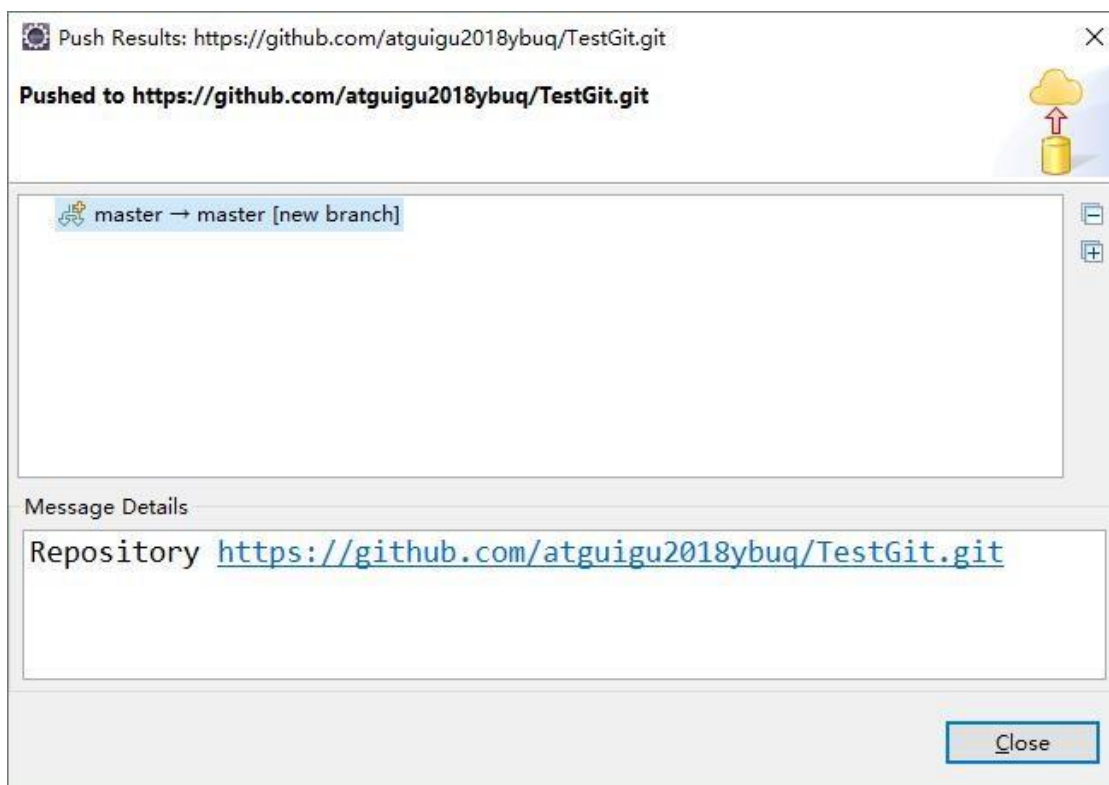 Push Results: https://github.com/atguigu2018ybuq/TestGit.git
Pushed to https://github.com/atguigu2018ybuq/TestGit.git
master → master [new branch]
Message Details
Repository https://github.com/atguigu2018ybuq/TestGit.git
Close